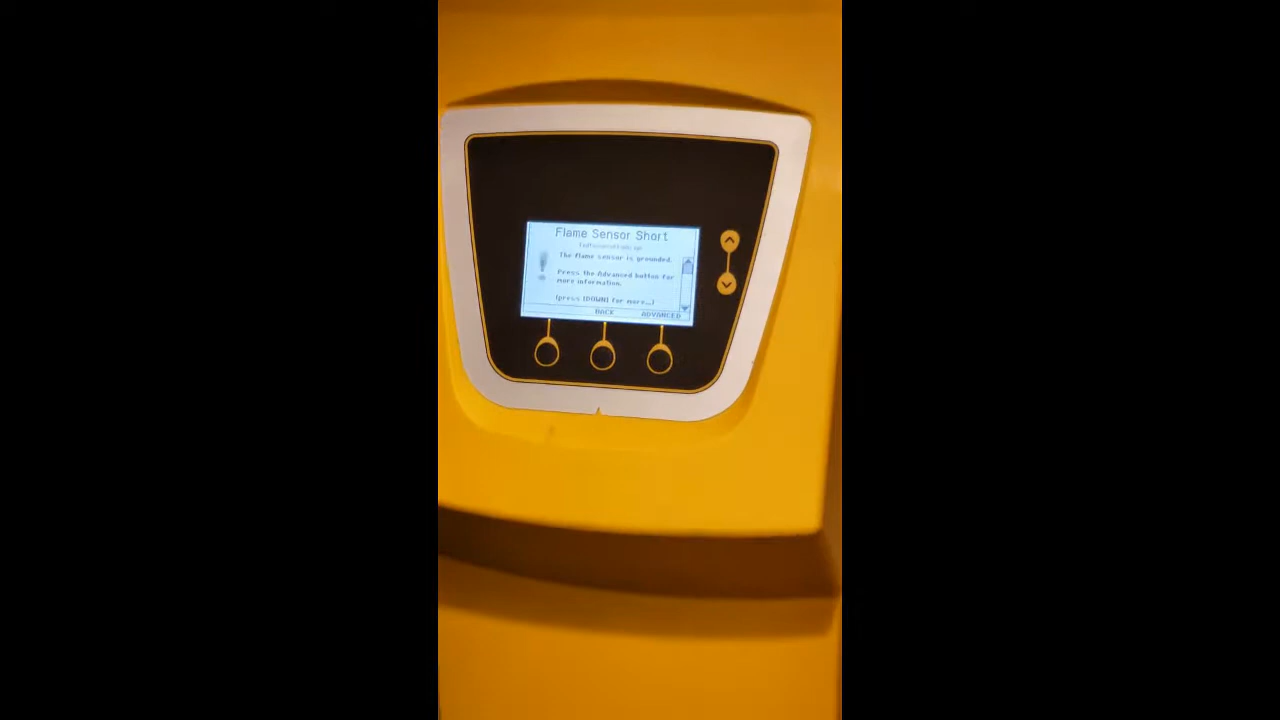 Flame Sensor Short
The flame sensor is grounded.
Press the Advanced button for
more information.
(press [DOWN] for more...)
BACK
ADVANCED